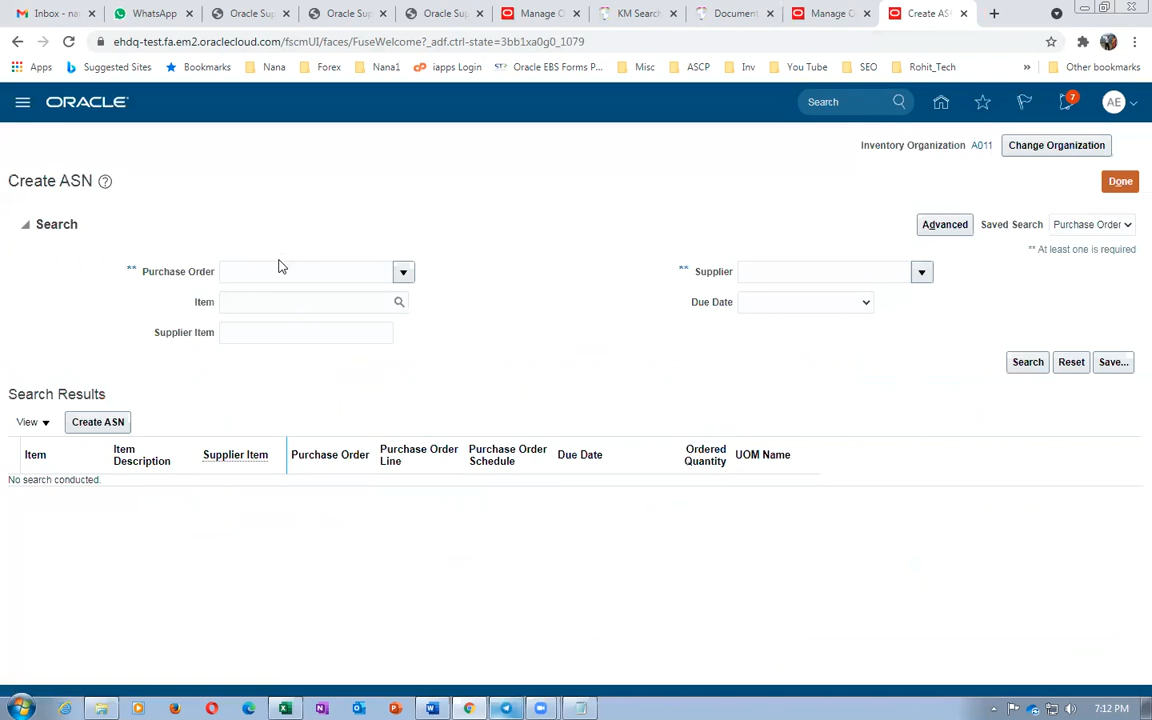 Inbox - nan
WhatsApp
Oracle Sup
Oracle Sup
Oracle Sup
Manage O
KM Search
Document
Manage O
Create AS
ehdq-test.fa.em2.oraclecloud.com/fscmUI/faces/FuseWelcome?_adf.ctrl-state=3bb1xa0g0_1079
Apps
Suggested Sites
Bookmarks
Nana
Forex
Nana1
iapps Login
Oracle EBS Forms P...
Misc
ASCP
Inv
You Tube
SEO
Rohit_Tech
»
Other bookmarks
ORACLE
Search
7
AE
Inventory Organization A011 Change Organization
Create ASN
Done
Search
Advanced Saved Search Purchase Order
** At least one is required
** Purchase Order
** Supplier
Item
Due Date
Supplier Item
Search Reset Save...
Search Results
View Create ASN
Item
Item Description
Supplier Item
Purchase Order
Purchase Order Line
Purchase Order Schedule
Due Date
Ordered Quantity
UOM Name
No search conducted.
7:12 PM